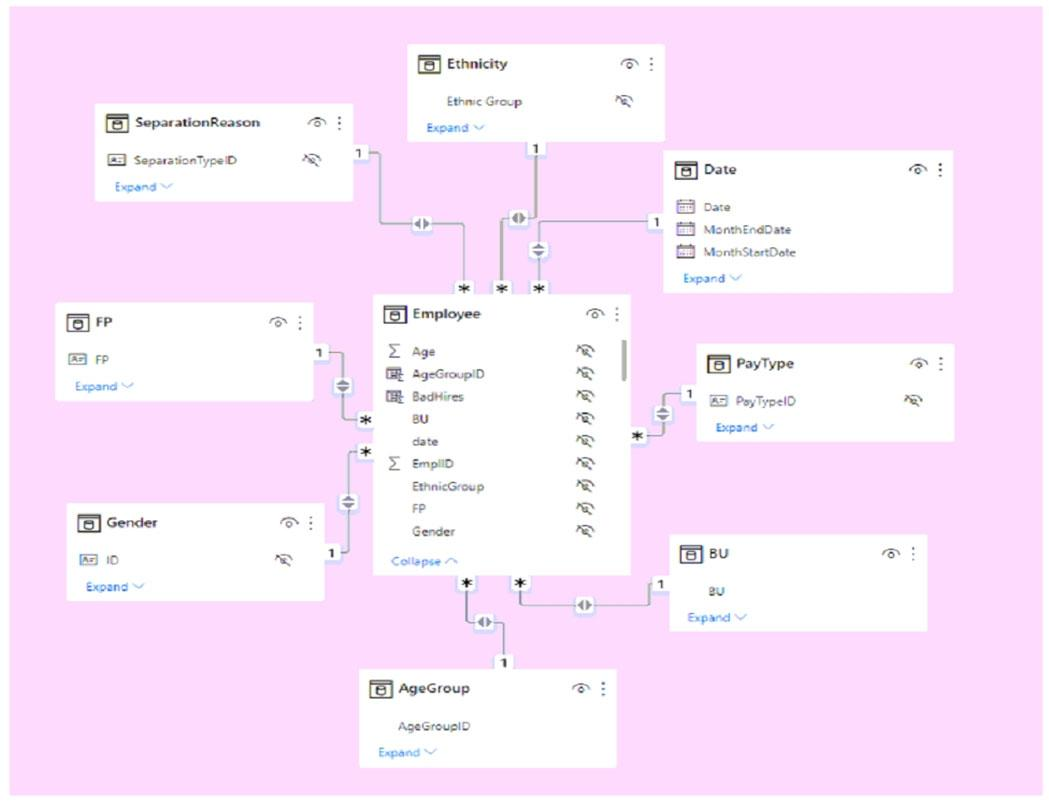 Ethnicity
Ethnic Group
Expand
SeparationReason
SeparationTypeID
Expand
1
1
Date
Date
MonthEndDate
MonthStartDate
Expand
1
*
*
*
FP
FP
Expand
1
*
Employee
Age
AgeGroupID
BadHires
BU
date
EmplID
EthnicGroup
FP
Gender
Collapse
PayType
PayTypeID
Expand
1
*
Gender
ID
Expand
1
*
BU
BU
Expand
1
*
*
1
AgeGroup
AgeGroupID
Expand